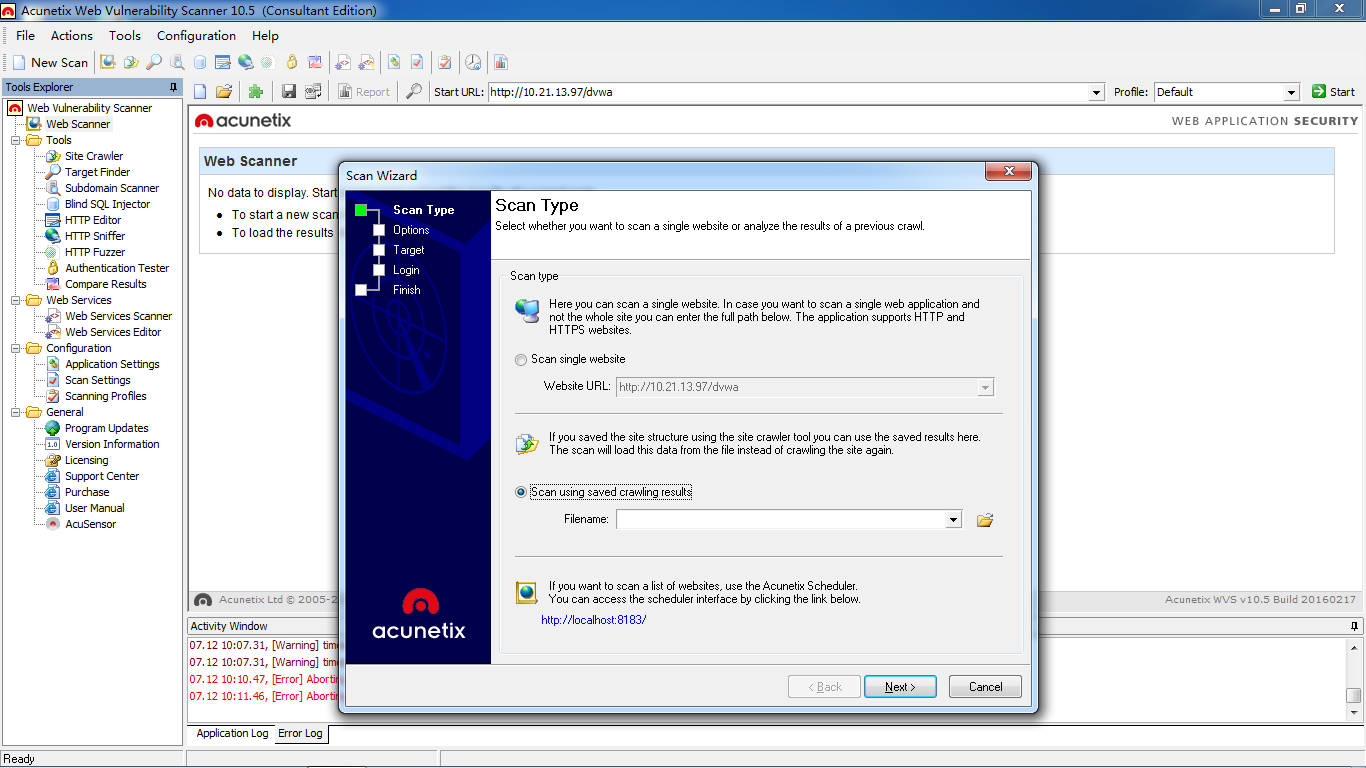 Acunetix Web Vulnerability Scanner 10.5 (Consultant Edition)
File Actions Tools Configuration Help
New Scan
Tools Explorer
Report
Start URL: http://10.21.13.97/dvwa
Profile: Default
Start
Web Vulnerability Scanner
Web Scanner
Tools
Site Crawler
Target Finder
Subdomain Scanner
Blind SQL Injector
HTTP Editor
HTTP Sniffer
HTTP Fuzzer
Authentication Tester
Compare Results
Web Services
Web Services Scanner
Web Services Editor
Configuration
Application Settings
Scan Settings
Scanning Profiles
General
Program Updates
Version Information
1.0
Licensing
Support Center
Purchase
User Manual
AcuSensor
acunetix
WEB APPLICATION SECURITY
Web Scanner
No data to display. Start
To start a new scan
To load the results
Scan Wizard
Scan Type
Options
Target
Login
Finish
acunetix
Scan Type
Select whether you want to scan a single website or analyze the results of a previous crawl.
Scan type
Here you can scan a single website. In case you want to scan a single web application and
not the whole site you can enter the full path below. The application supports HTTP and
HTTPS websites.
Scan single website
Website URL: http://10.21.13.97/dvwa
If you saved the site structure using the site crawler tool you can use the saved results here.
The scan will load this data from the file instead of crawling the site again.
Scan using saved crawling results
Filename:
If you want to scan a list of websites, use the Acunetix Scheduler.
You can access the scheduler interface by clicking the link below.
http://localhost:8183/
< Back
Next >
Cancel
Acunetix Ltd © 2005-2
Acunetix WVS v10.5 Build 20160217
Activity Window
07.12 10:07.31, [Warning] time
07.12 10:07.31, [Warning] time
07.12 10:10.47, [Error] Abortin
07.12 10:11.46, [Error] Abortin
Application Log Error Log
Ready